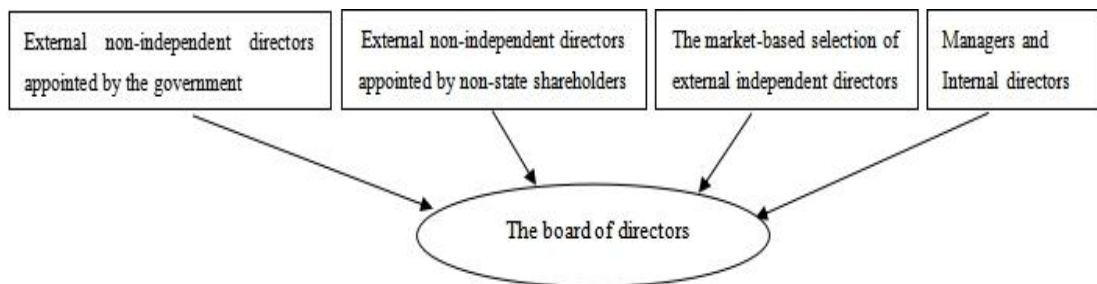 External non-independent directors
appointed by the government
External non-independent directors
appointed by non-state shareholders
The market-based selection of
external independent directors
Managers and
Internal directors
The board of directors